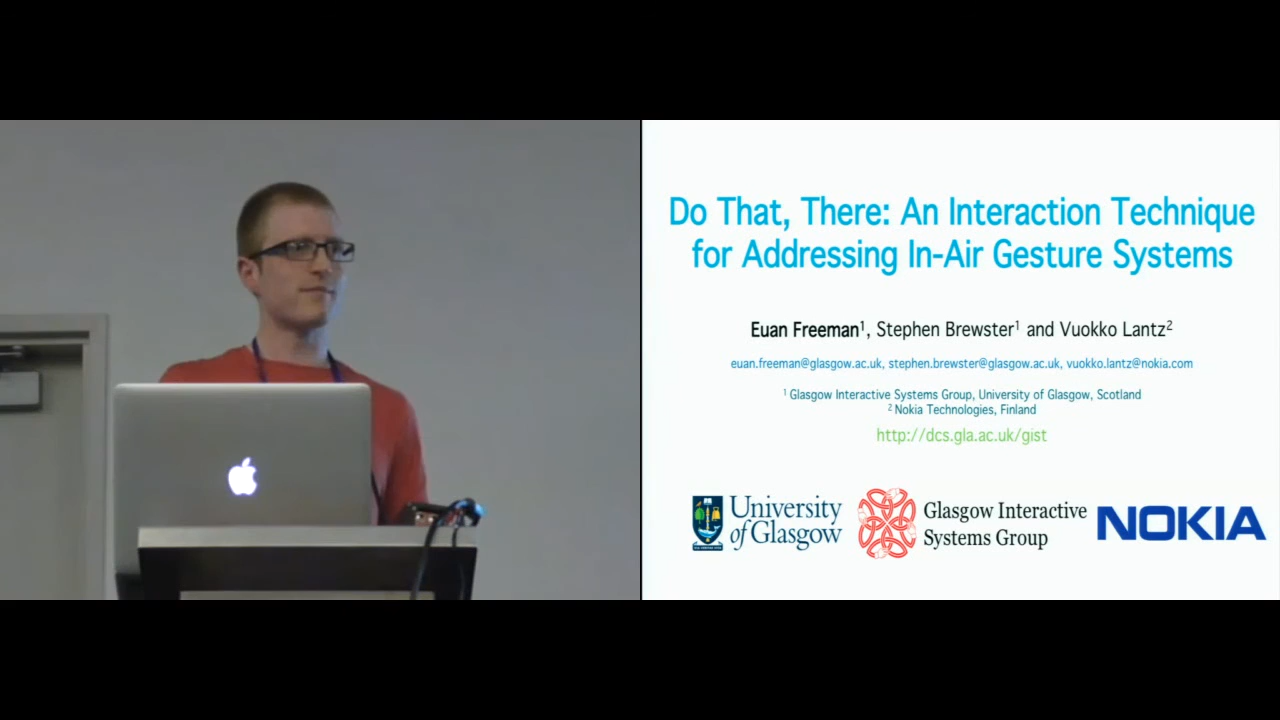 Do That, There: An Interaction Technique
for Addressing In-Air Gesture Systems
Euan Freeman¹, Stephen Brewster¹ and Vuokko Lantz²
euan.freeman@glasgow.ac.uk, stephen.brewster@glasgow.ac.uk, vuokko.lantz@nokia.com
¹ Glasgow Interactive Systems Group, University of Glasgow, Scotland
² Nokia Technologies, Finland
http://dcs.gla.ac.uk/gist
University
of Glasgow
Glasgow Interactive
Systems Group
NOKIA